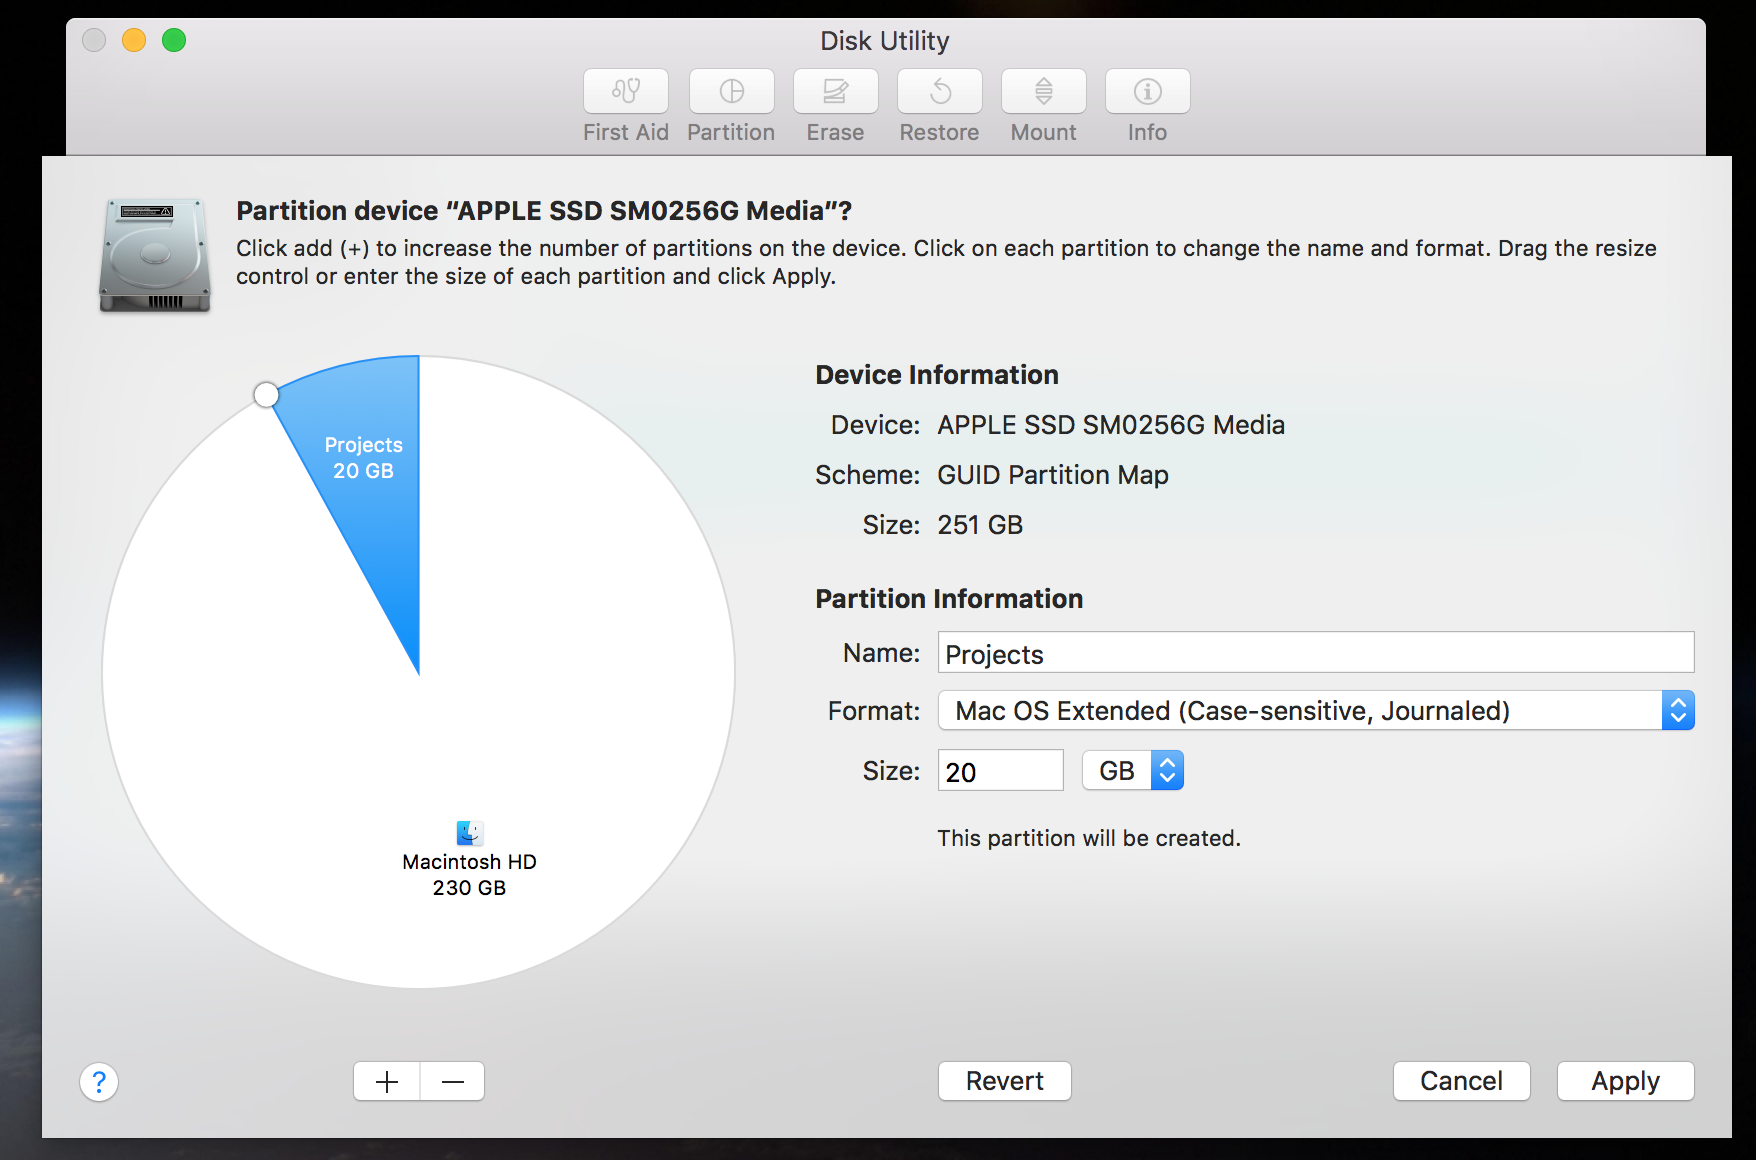 Disk Utility
First Aid
Partition
Erase
Restore
Mount
Info
Partition device “APPLE SSD SM0256G Media”?
Click add (+) to increase the number of partitions on the device. Click on each partition to change the name and format. Drag the resize
control or enter the size of each partition and click Apply.
Projects
20 GB
Macintosh HD
230 GB
Device Information
Device: APPLE SSD SM0256G Media
Scheme: GUID Partition Map
Size: 251 GB
Partition Information
Name: Projects
Format: Mac OS Extended (Case-sensitive, Journaled)
Size: 20 GB
This partition will be created.
?
Revert
Cancel
Apply